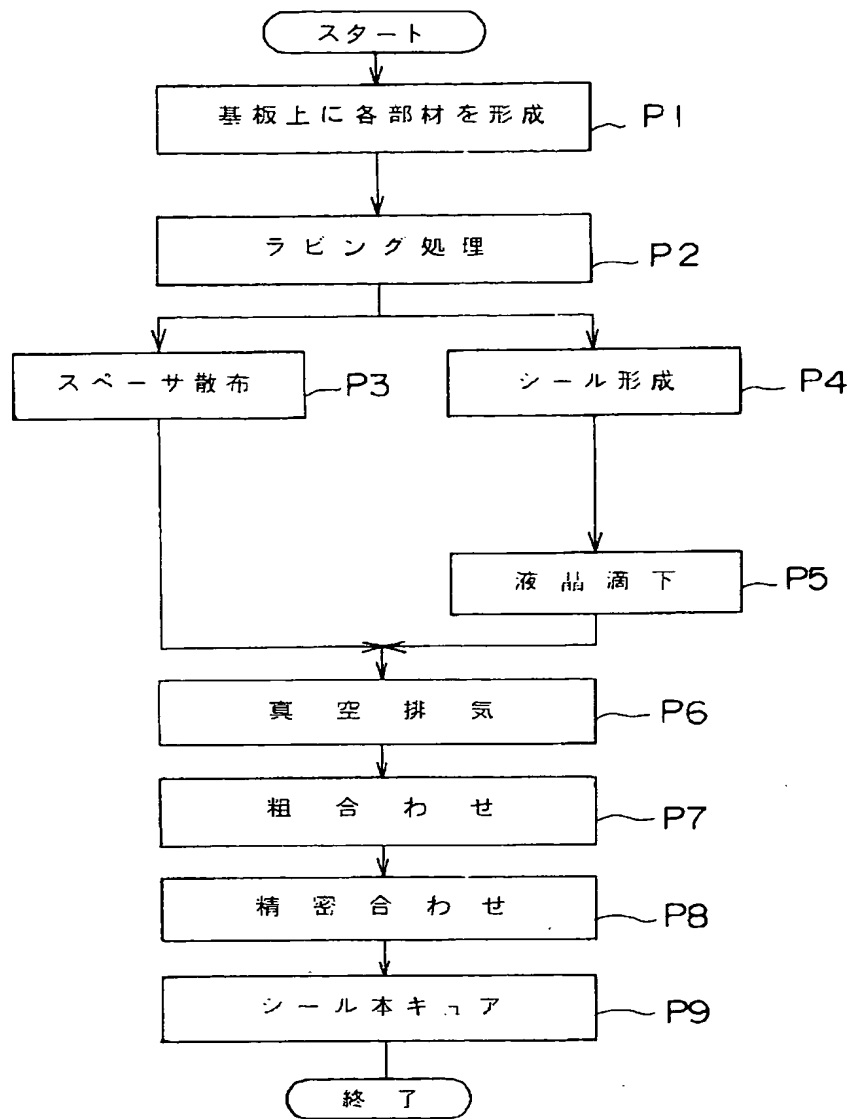 スタート
基板上に各部材を形成
P1
ラビング処理
P2
スペーサ散布
P3
シール形成
P4
液晶滴下
P5
真空排気
P6
粗合わせ
P7
精密合わせ
P8
シール本キュア
P9
終了